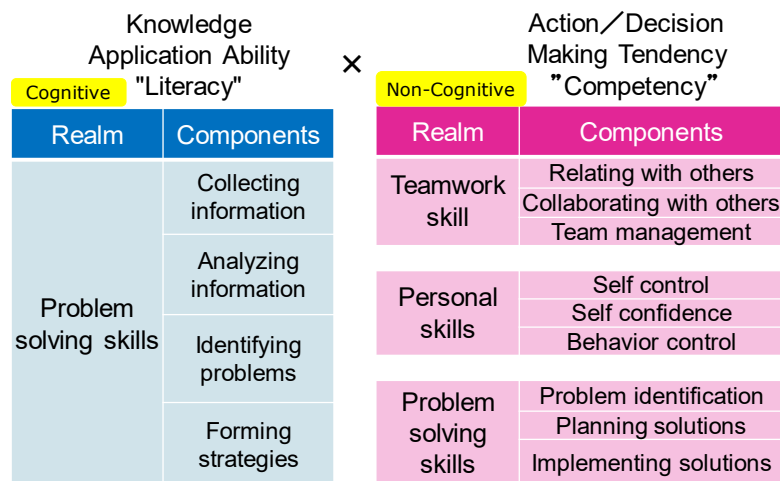 Knowledge
Application Ability
"Literacy"
Cognitive
Realm
Components
Problem
solving skills
Collecting
information
Analyzing
information
Identifying
problems
Forming
strategies
×
Action／Decision
Making Tendency
”Competency”
Non-Cognitive
Realm
Components
Teamwork
skill
Relating with others
Collaborating with others
Team management
Personal
skills
Self control
Self confidence
Behavior control
Problem
solving
skills
Problem identification
Planning solutions
Implementing solutions